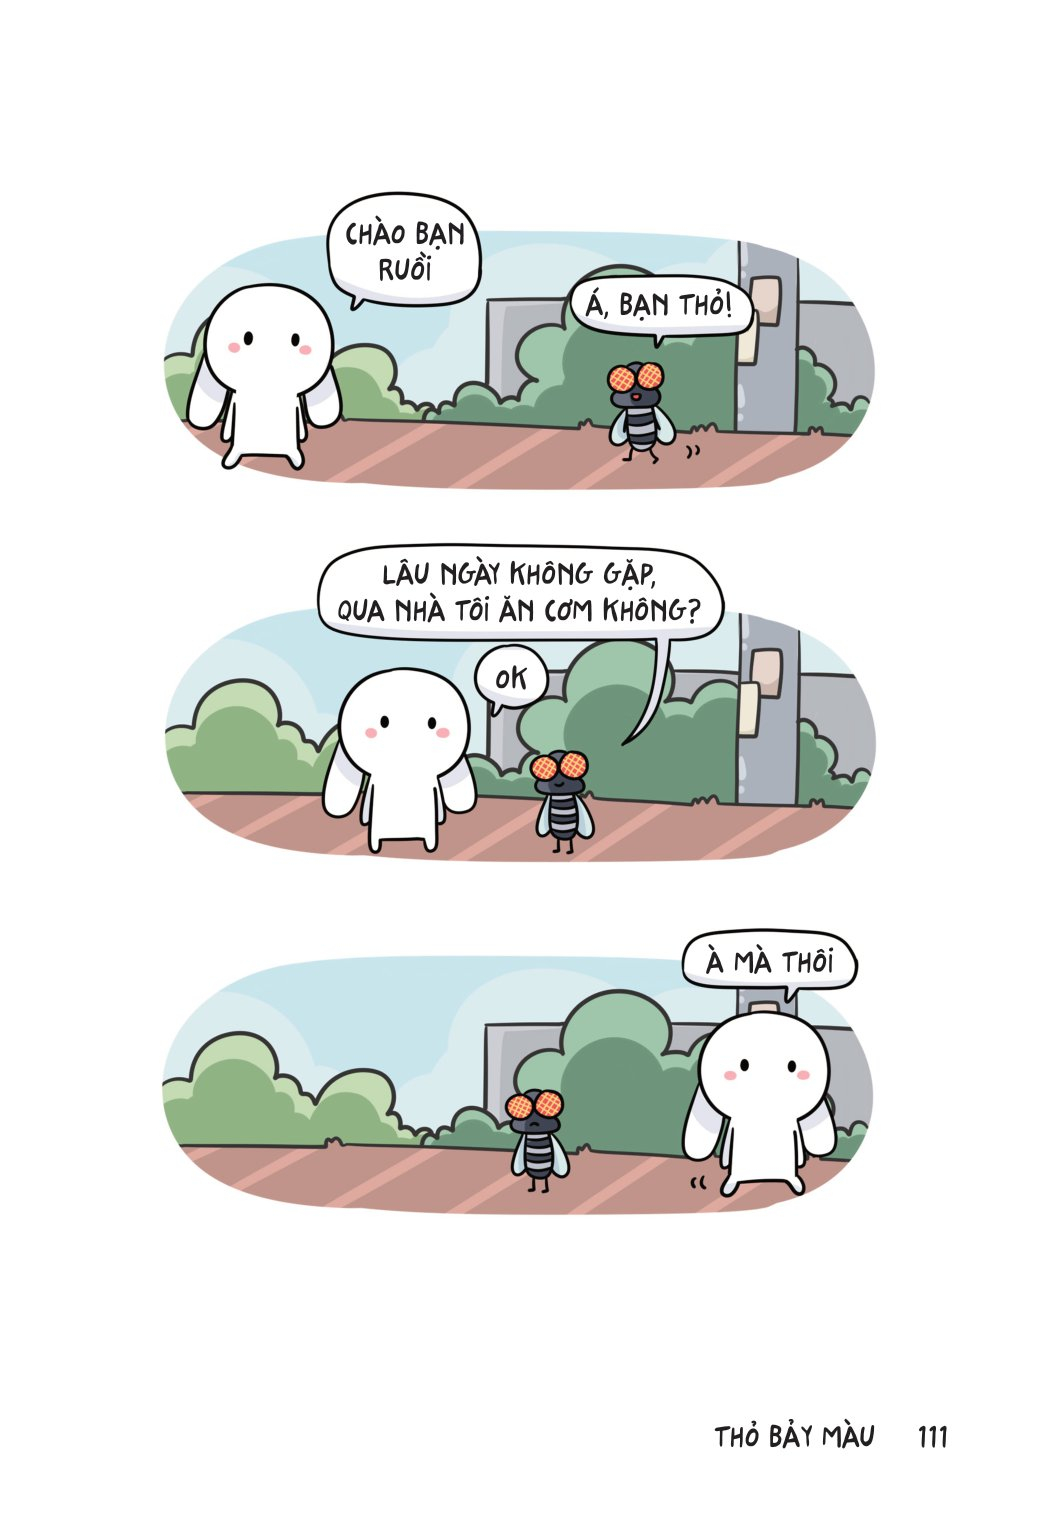 CHÀO BẠN
RUỒI
Á, BẠN THỎ!
LÂU NGÀY KHÔNG GẶP,
QUA NHÀ TÔI ĂN CƠM KHÔNG?
OK
À MÀ THÔI
THỎ BẢY MÀU 111